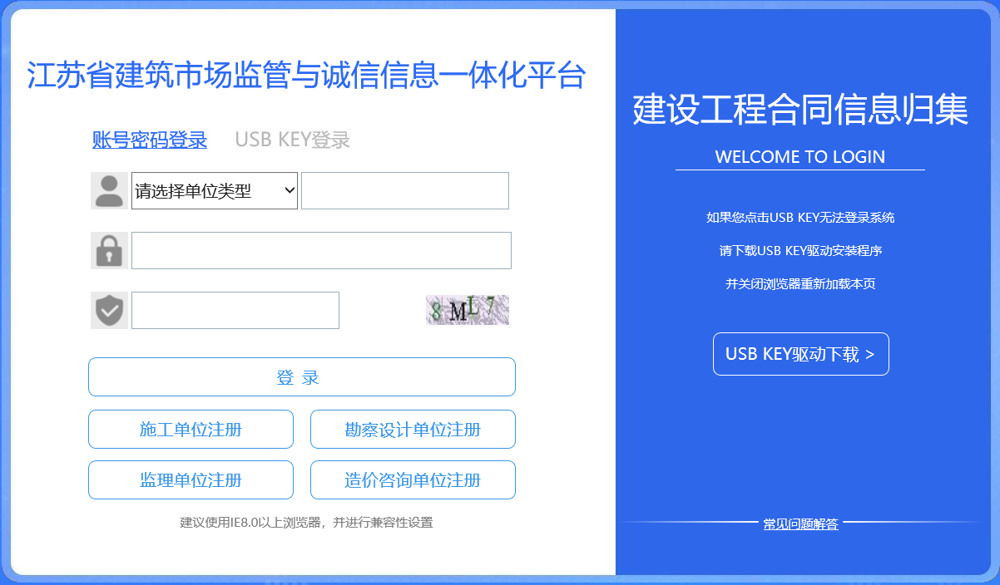 江苏省建筑市场监管与诚信信息一体化平台
账号密码登录 USB KEY登录
请选择单位类型
8ML7
登 录
施工单位注册 勘察设计单位注册
监理单位注册 造价咨询单位注册
建议使用IE8.0以上浏览器，并进行兼容性设置
建设工程合同信息归集
WELCOME TO LOGIN
如果您点击USB KEY无法登录系统
请下载USB KEY驱动安装程序
并关闭浏览器重新加载本页
USB KEY驱动下载 >
常见问题解答